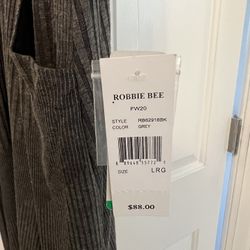 ROBBIE BEE
FW20
STYLE RB62918BK
COLOR GREY
SIZE LRG
$88.00